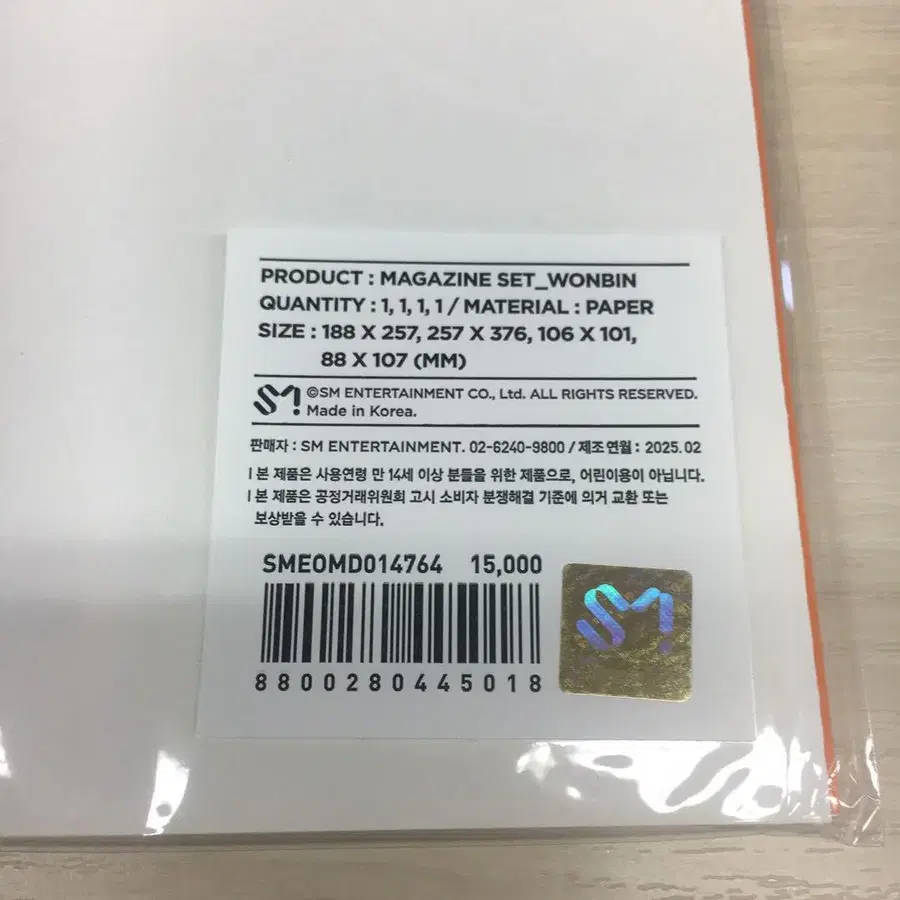 PRODUCT : MAGAZINE SET_WONBIN
QUANTITY : 1, 1, 1, 1 / MATERIAL : PAPER
SIZE : 188 X 257, 257 X 376, 106 X 101,
88 X 107 (MM)
SM ©SM ENTERTAINMENT CO., Ltd. ALL RIGHTS RESERVED.
Made in Korea.
판매자 : SM ENTERTAINMENT. 02-6240-9800 / 제조연월 : 2025.02
l 본 제품은 사용연령 만 14세 이상 분들을 위한 제품으로, 어린이용이 아닙니다.
l 본 제품은 공정거래위원회 고시 소비자 분쟁해결 기준에 의거 교환 또는
보상받을 수 있습니다.
SMEOMD014764 15,000
8800280445018
SM